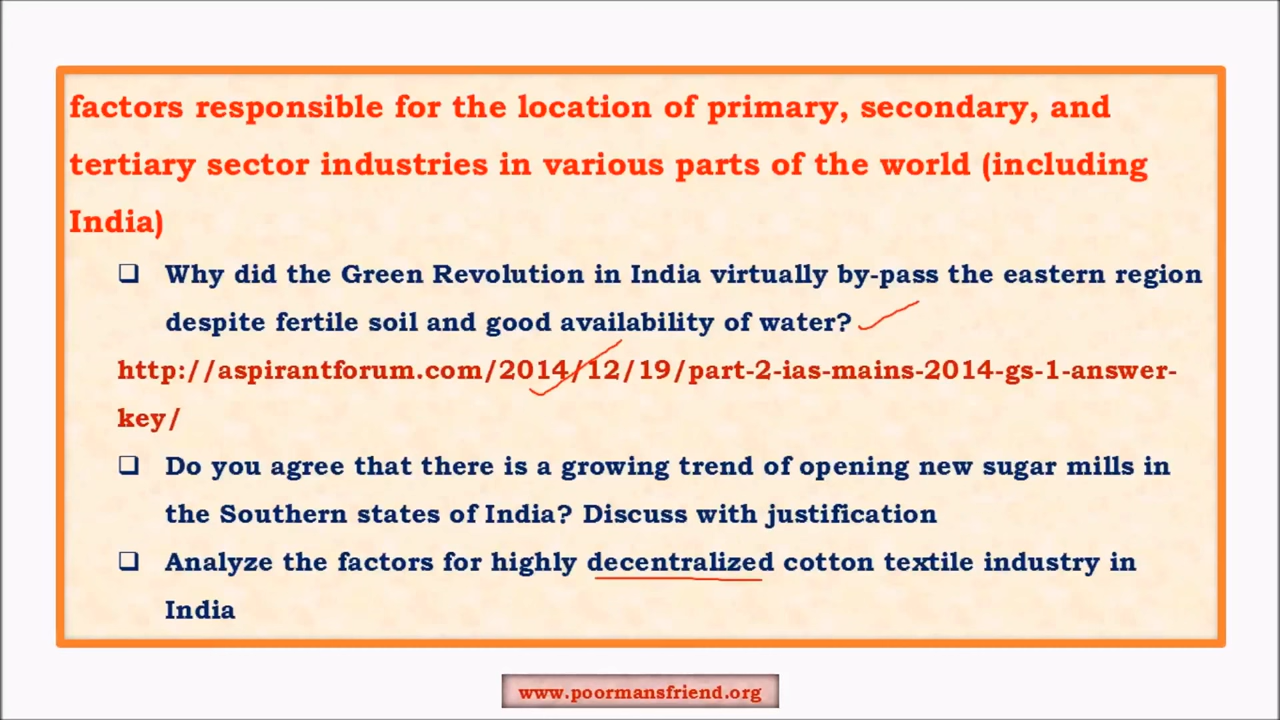 factors responsible for the location of primary, secondary, and
tertiary sector industries in various parts of the world (including
India)
❑ Why did the Green Revolution in India virtually by-pass the eastern region
despite fertile soil and good availability of water?
http://aspirantforum.com/2014/12/19/part-2-ias-mains-2014-gs-1-answer-
key/
❑ Do you agree that there is a growing trend of opening new sugar mills in
the Southern states of India? Discuss with justification
❑ Analyze the factors for highly decentralized cotton textile industry in
India
www.poormansfriend.org